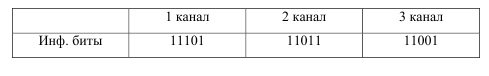 1 канал 2 канал 3 канал
Инф. биты 11101 11011 11001